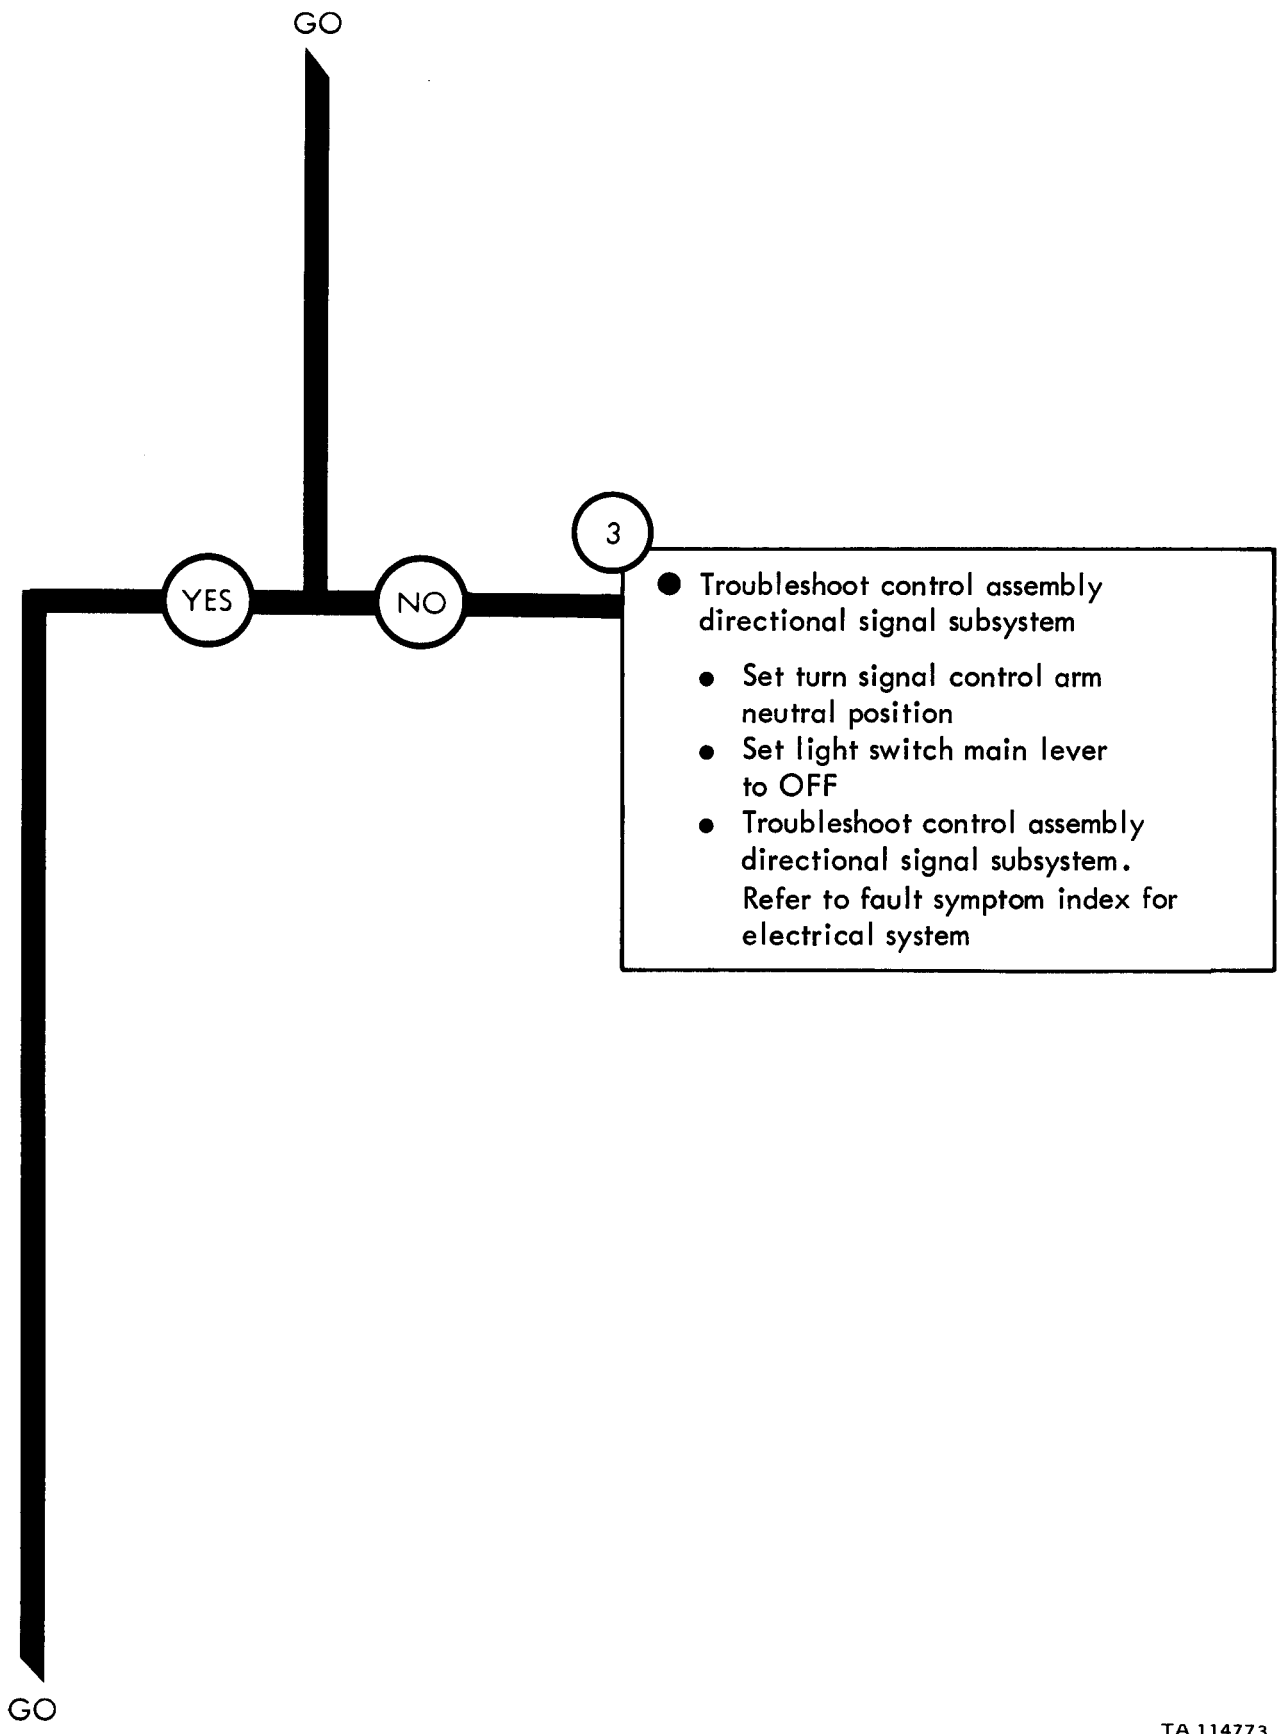 GO
YES
NO
3
● Troubleshoot control assembly
directional signal subsystem
● Set turn signal control arm
neutral position
● Set light switch main lever
to OFF
● Troubleshoot control assembly
directional signal subsystem.
Refer to fault symptom index for
electrical system
GO
TA 114773